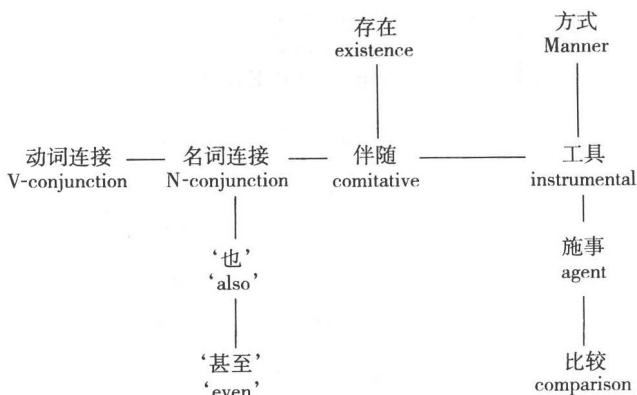 存在
existence
方式
Manner
动词连接
V-conjunction
名词连接
N-conjunction
伴随
comitative
工具
instrumental
‘也’
‘also’
施事
agent
‘甚至’
‘even’
比较
comparison